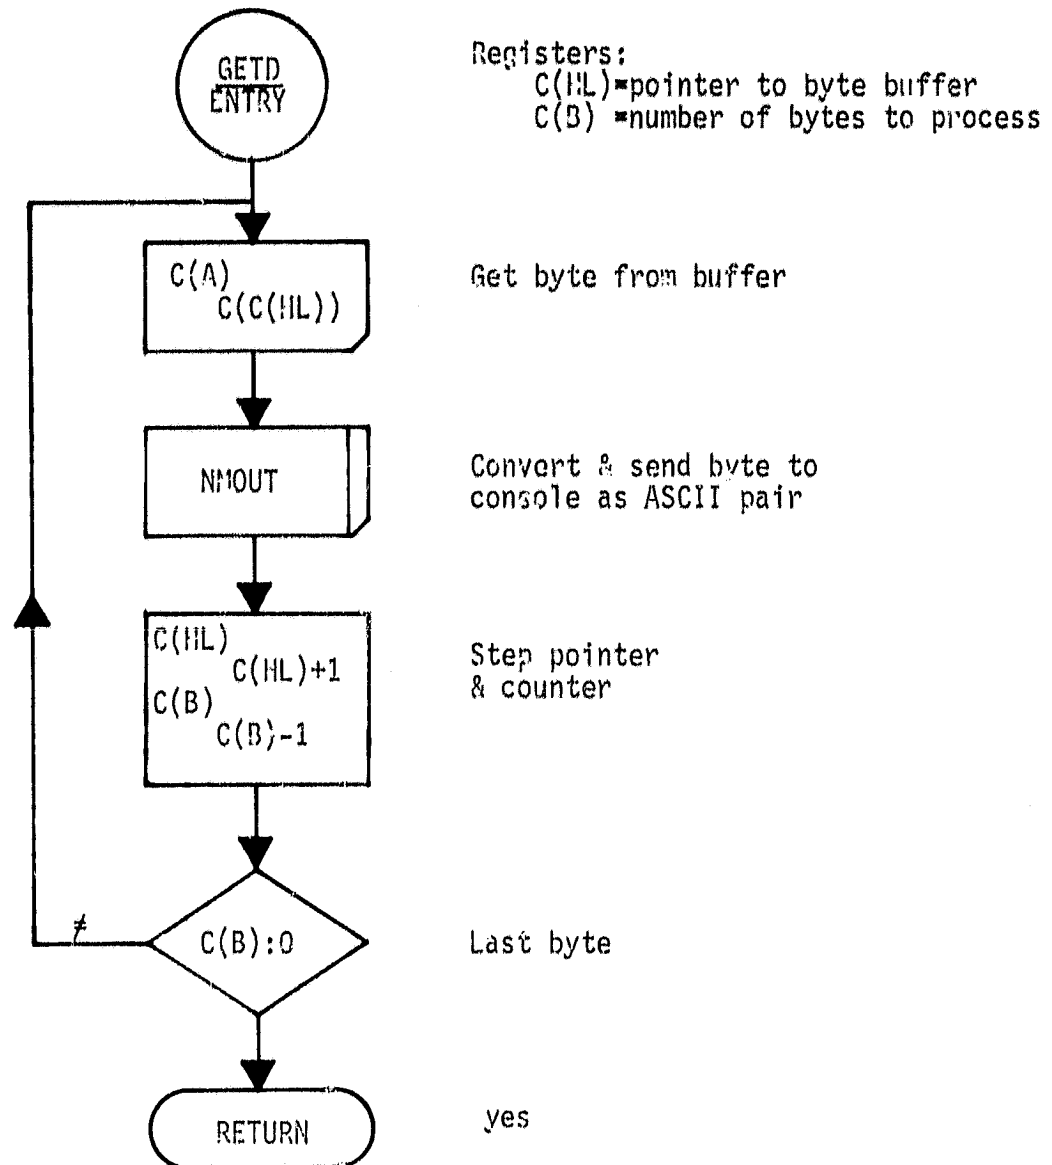 GETD
ENTRY
Registers:
C(HL)=pointer to byte buffer
C(B) =number of bytes to process
C(A)
C(C(HL))
Get byte from buffer
NMOUT
Convert & send byte to
console as ASCII pair
C(HL)
C(HL)+1
C(B)
C(B)-1
Step pointer
& counter
≠
C(B):0
Last byte
RETURN
yes